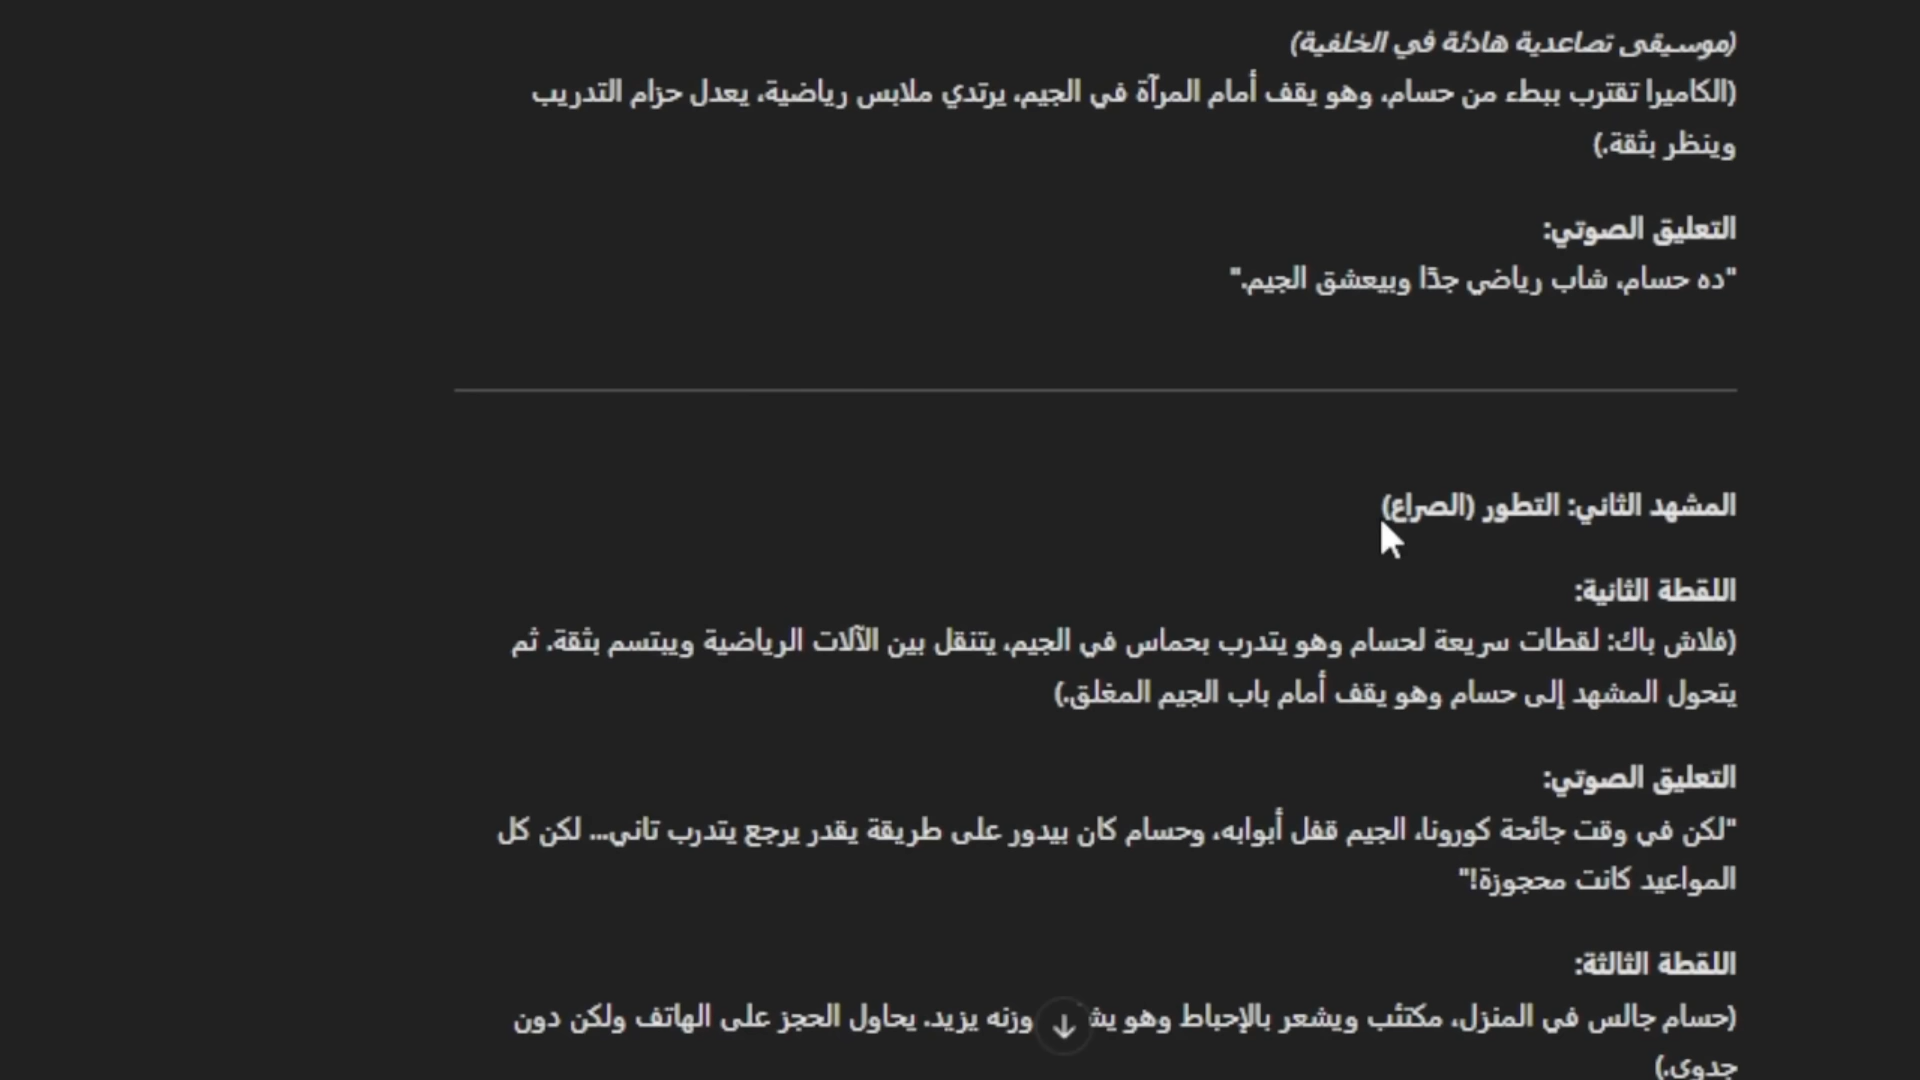 (موسيقى تصاعدية هادئة في الخلفية)
(الكاميرا تقترب ببطء من حسام، وهو يقف أمام المرآة في الجيم، يرتدي ملابس رياضية، يعدل حزام التدريب
وينظر بثقة.)
التعليق الصوتي:
"ده حسام، شاب رياضي جدًا وبيعشق الجيم."
المشهد الثاني: التطور (الصراع)
اللقطة الثانية:
(فلاش باك: لقطات سريعة لحسام وهو يتدرب بحماس في الجيم، يتنقل بين الآلات الرياضية ويبتسم بثقة. ثم
يتحول المشهد إلى حسام وهو يقف أمام باب الجيم المغلق.)
التعليق الصوتي:
"لكن في وقت جائحة كورونا، الجيم قفل أبوابه، وحسام كان بيدور على طريقة يقدر يرجع يتدرب تاني... لكن كل
المواعيد كانت محجوزة!"
اللقطة الثالثة:
(حسام جالس في المنزل، مكتئب ويشعر بالإحباط وهو وزنه يزيد. يحاول الحجز على الهاتف ولكن دون
جدوى.)